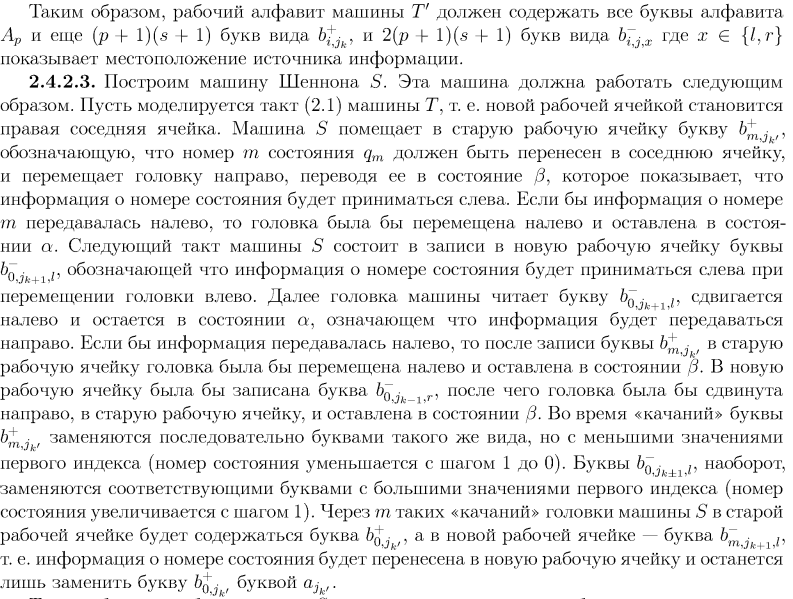 Таким образом, рабочий алфавит машины T′ должен содержать все буквы алфавита
A_p и еще (p + 1)(s + 1) букв вида b^+_{i,j_k}, и 2(p + 1)(s + 1) букв вида b^−_{i,j,x} где x ∈ {l, r}
показывает местоположение источника информации.
2.4.2.3. Построим машину Шеннона S. Эта машина должна работать следующим
образом. Пусть моделируется такт (2.1) машины T, т. е. новой рабочей ячейкой становится
правая соседняя ячейка. Машина S помещает в старую рабочую ячейку букву b^+_{m,j_{k′}},
обозначающую, что номер m состояния q_m должен быть перенесен в соседнюю ячейку,
и перемещает головку направо, переводя ее в состояние β, которое показывает, что
информация о номере состояния будет приниматься слева. Если бы информация о номере
m передавалась налево, то головка была бы перемещена налево и оставлена в состоя-
нии α. Следующий такт машины S состоит в записи в новую рабочую ячейку буквы
b^−_{0,j_{k+1},l}, обозначающей что информация о номере состояния будет приниматься слева при
перемещении головки влево. Далее головка машины читает букву b^−_{0,j_{k+1},l}, сдвигается
налево и остается в состоянии α, означающем что информация будет передаваться
направо. Если бы информация передавалась налево, то после записи буквы b^+_{m,j_{k′}} в старую
рабочую ячейку головка была бы перемещена налево и оставлена в состоянии β. В новую
рабочую ячейку была бы записана буква b^−_{0,j_{k−1},r}, после чего головка была бы сдвинута
направо, в старую рабочую ячейку, и оставлена в состоянии β. Во время «качаний» буквы
b^+_{m,j_{k′}} заменяются последовательно буквами такого же вида, но с меньшими значениями
первого индекса (номер состояния уменьшается с шагом 1 до 0). Буквы b^−_{0,j_{k±1},l}, наоборот,
заменяются соответствующими буквами с большими значениями первого индекса (номер
состояния увеличивается с шагом 1). Через m таких «качаний» головки машины S в старой
рабочей ячейке будет содержаться буква b^+_{0,j_{k′}}, а в новой рабочей ячейке — буква b^−_{m,j_{k+1},l},
т. е. информация о номере состояния будет перенесена в новую рабочую ячейку и останется
лишь заменить букву b^+_{0,j_{k′}} буквой a_{j_{k′}}.